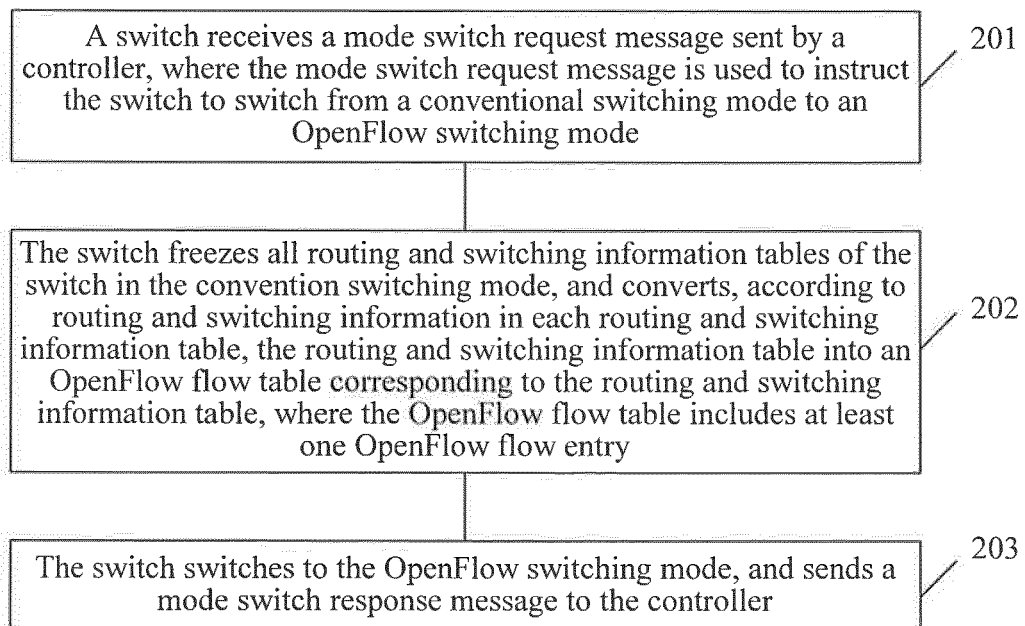 A switch receives a mode switch request message sent by a
controller, where the mode switch request message is used to instruct
the switch to switch from a conventional switching mode to an
OpenFlow switching mode
201
The switch freezes all routing and switching information tables of the
switch in the convention switching mode, and converts, according to
routing and switching information in each routing and switching
information table, the routing and switching information table into an
OpenFlow flow table corresponding to the routing and switching
information table, where the OpenFlow flow table includes at least
one OpenFlow flow entry
202
The switch switches to the OpenFlow switching mode, and sends a
mode switch response message to the controller
203